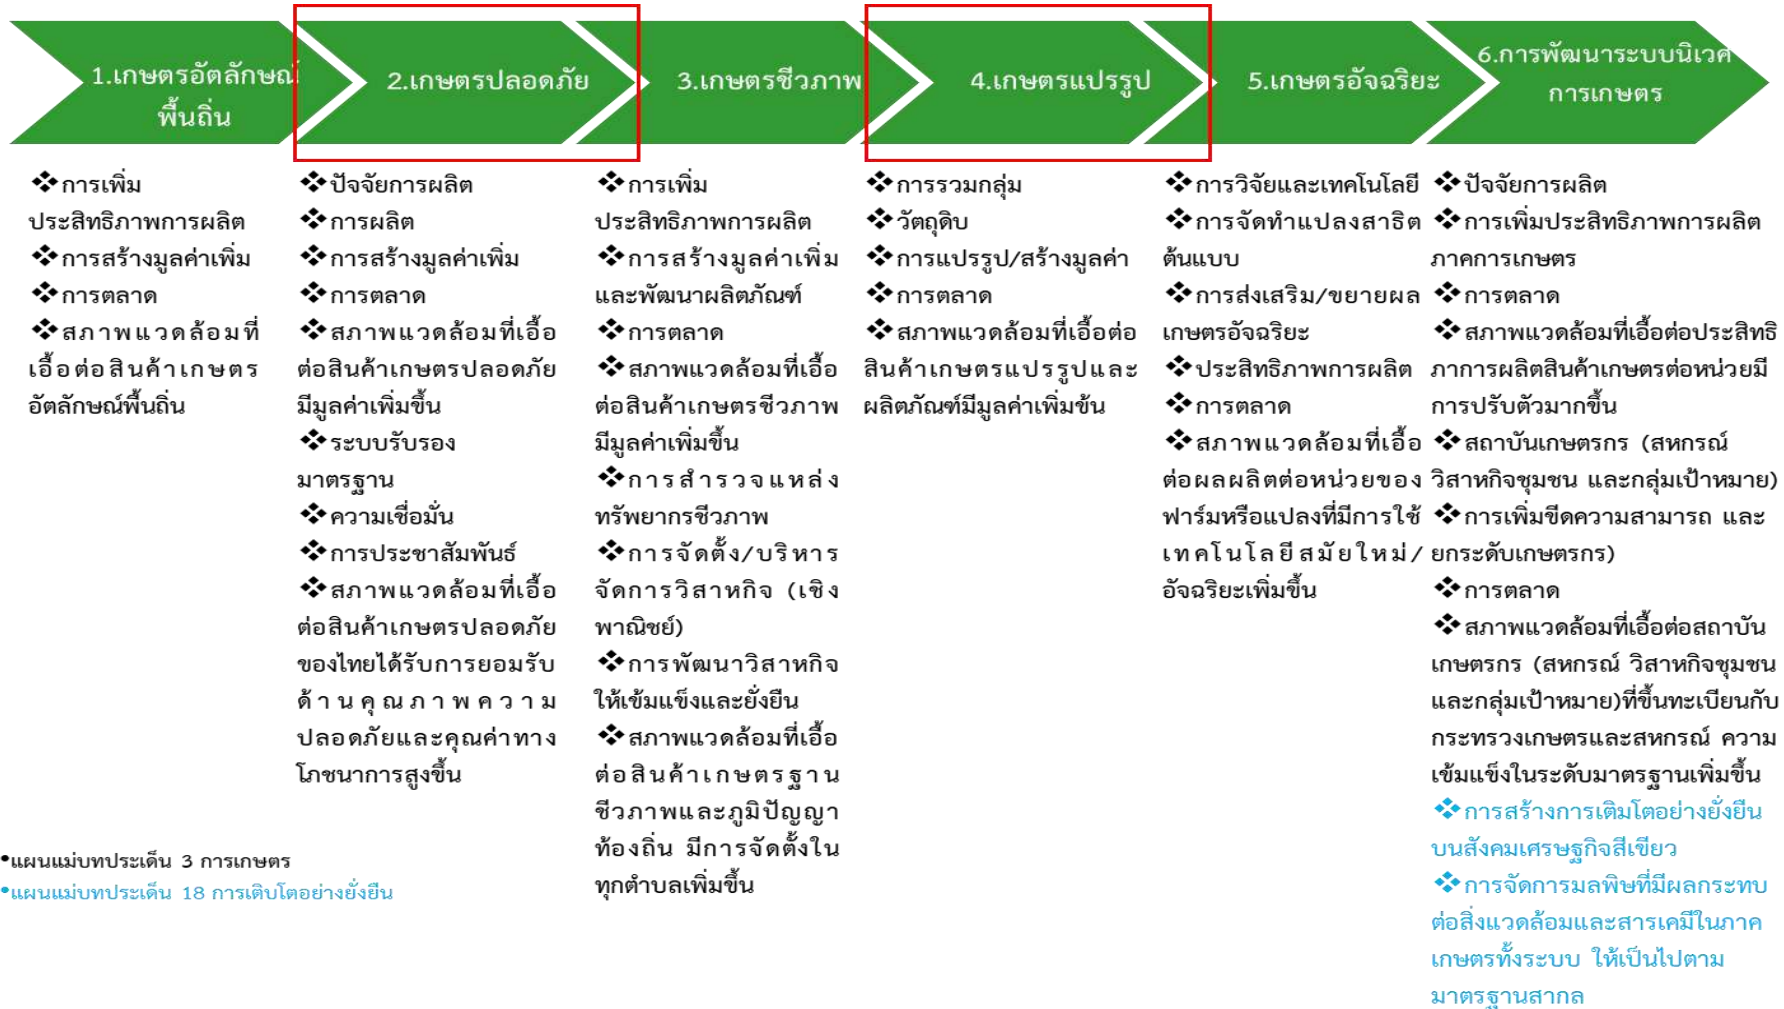 1.เกษตรอัตลักษณ์
พื้นถิ่น
2.เกษตรปลอดภัย
3.เกษตรชีวภาพ
4.เกษตรแปรรูป
5.เกษตรอัจฉริยะ
6.การพัฒนาระบบนิเวศ
การเกษตร
❖การเพิ่ม
ประสิทธิภาพการผลิต
❖การสร้างมูลค่าเพิ่ม
❖การตลาด
❖สภาพแวดล้อมที่
เอื้อต่อสินค้าเกษตร
อัตลักษณ์พื้นถิ่น
❖ปัจจัยการผลิต
❖การผลิต
❖การสร้างมูลค่าเพิ่ม
❖การตลาด
❖สภาพแวดล้อมที่เอื้อ
ต่อสินค้าเกษตรปลอดภัย
มีมูลค่าเพิ่มขึ้น
❖ระบบรับรอง
มาตรฐาน
❖ความเชื่อมั่น
❖การประชาสัมพันธ์
❖สภาพแวดล้อมที่เอื้อ
ต่อสินค้าเกษตรปลอดภัย
ของไทยได้รับการยอมรับ
ด้านคุณภาพความ
ปลอดภัยและคุณค่าทาง
โภชนาการสูงขึ้น
❖การเพิ่ม
ประสิทธิภาพการผลิต
❖การสร้างมูลค่าเพิ่ม
และพัฒนาผลิตภัณฑ์
❖การตลาด
❖สภาพแวดล้อมที่เอื้อ
ต่อสินค้าเกษตรชีวภาพ
มีมูลค่าเพิ่มขึ้น
❖การสำรวจแหล่ง
ทรัพยากรชีวภาพ
❖การจัดตั้ง/บริหาร
จัดการวิสาหกิจ (เชิง
พาณิชย์)
❖การพัฒนาวิสาหกิจ
ให้เข้มแข็งและยั่งยืน
❖สภาพแวดล้อมที่เอื้อ
ต่อสินค้าเกษตรฐาน
ชีวภาพและภูมิปัญญา
ท้องถิ่น มีการจัดตั้งใน
ทุกตำบลเพิ่มขึ้น
❖การรวมกลุ่ม
❖วัตถุดิบ
❖การแปรรูป/สร้างมูลค่า
❖การตลาด
❖สภาพแวดล้อมที่เอื้อต่อ
สินค้าเกษตรแปรรูปและ
ผลิตภัณฑ์มีมูลค่าเพิ่มขัน
❖การวิจัยและเทคโนโลยี
❖การจัดทำแปลงสาธิต
ต้นแบบ
❖การส่งเสริม/ขยายผล
เกษตรอัจฉริยะ
❖ประสิทธิภาพการผลิต
❖การตลาด
❖สภาพแวดล้อมที่เอื้อ
ต่อผลผลิตต่อหน่วยของ
ฟาร์มหรือแปลงที่มีการใช้
เทคโนโลยีสมัยใหม่/
อัจฉริยะเพิ่มขึ้น
❖ปัจจัยการผลิต
❖การเพิ่มประสิทธิภาพการผลิต
ภาคการเกษตร
❖การตลาด
❖สภาพแวดล้อมที่เอื้อต่อประสิทธิ
ภาการผลิตสินค้าเกษตรต่อหน่วยมี
การปรับตัวมากขึ้น
❖สถาบันเกษตรกร (สหกรณ์
วิสาหกิจชุมชน และกลุ่มเป้าหมาย)
❖การเพิ่มขีดความสามารถ และ
ยกระดับเกษตรกร)
❖การตลาด
❖สภาพแวดล้อมที่เอื้อต่อสถาบัน
เกษตรกร (สหกรณ์ วิสาหกิจชุมชน
และกลุ่มเป้าหมาย)ที่ขึ้นทะเบียนกับ
กระทรวงเกษตรและสหกรณ์ ความ
เข้มแข็งในระดับมาตรฐานเพิ่มขึ้น
❖การสร้างการเติมโตอย่างยั่งยืน
บนสังคมเศรษฐกิจสีเขียว
❖การจัดการมลพิษที่มีผลกระทบ
ต่อสิ่งแวดล้อมและสารเคมีในภาค
เกษตรทั้งระบบ ให้เป็นไปตาม
มาตรฐานสากล
•แผนแม่บทประเด็น 3 การเกษตร
•แผนแม่บทประเด็น 18 การเติบโตอย่างยั่งยืน